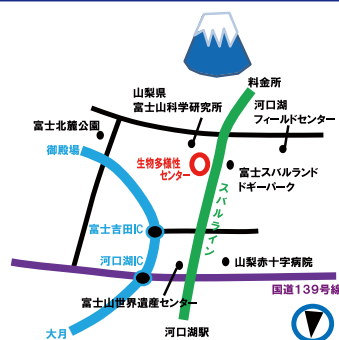 料金所
山梨県
富士山科学研究所
河口湖
フィールドセンター
富士北麓公園
御殿場
生物多様性
センター
富士スバルランド
ドギーパーク
スバルライン
富士吉田IC
河口湖IC
山梨赤十字病院
国道139号線
富士山世界遺産センター
大月
河口湖駅